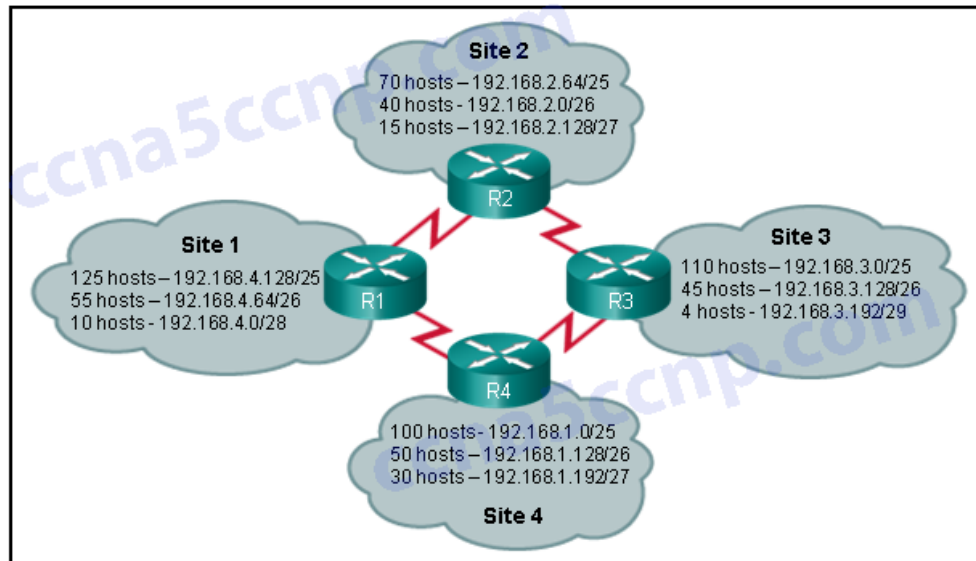 Site 2
70 hosts – 192.168.2.64/25
40 hosts - 192.168.2.0/26
15 hosts – 192.168.2.128/27
R2
Site 1
125 hosts – 192.168.4.128/25
55 hosts – 192.168.4.64/26
10 hosts - 192.168.4.0/28
R1
R3
Site 3
110 hosts – 192.168.3.0/25
45 hosts – 192.168.3.128/26
4 hosts - 192.168.3.192/29
R4
100 hosts- 192.168.1.0/25
50 hosts – 192.168.1.128/26
30 hosts – 192.168.1.192/27
Site 4
ccna5ccnp.com
ccna5ccnp.com